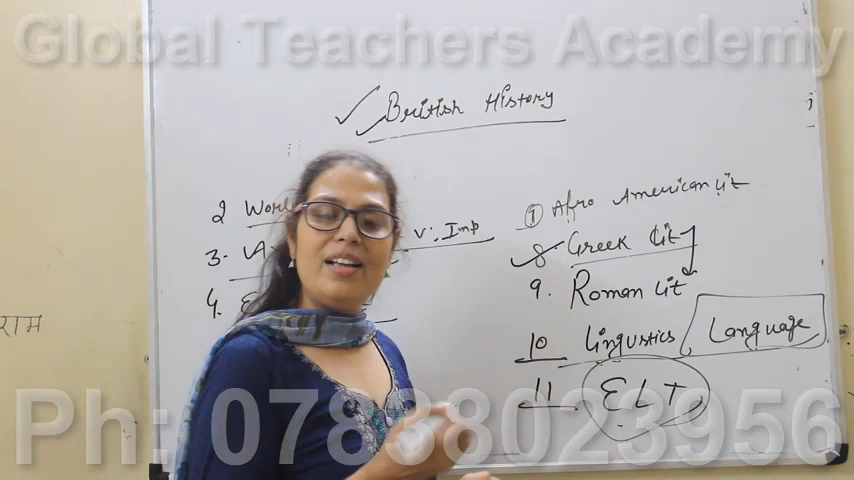 Global Teachers Academy
British History
2 Worl
3.
V. Imp
4.
① Afro American Lit
8 Greek Lit
9. Roman Lit
10 Lingustics Language
11 ELT
राम
Ph: 07838023956